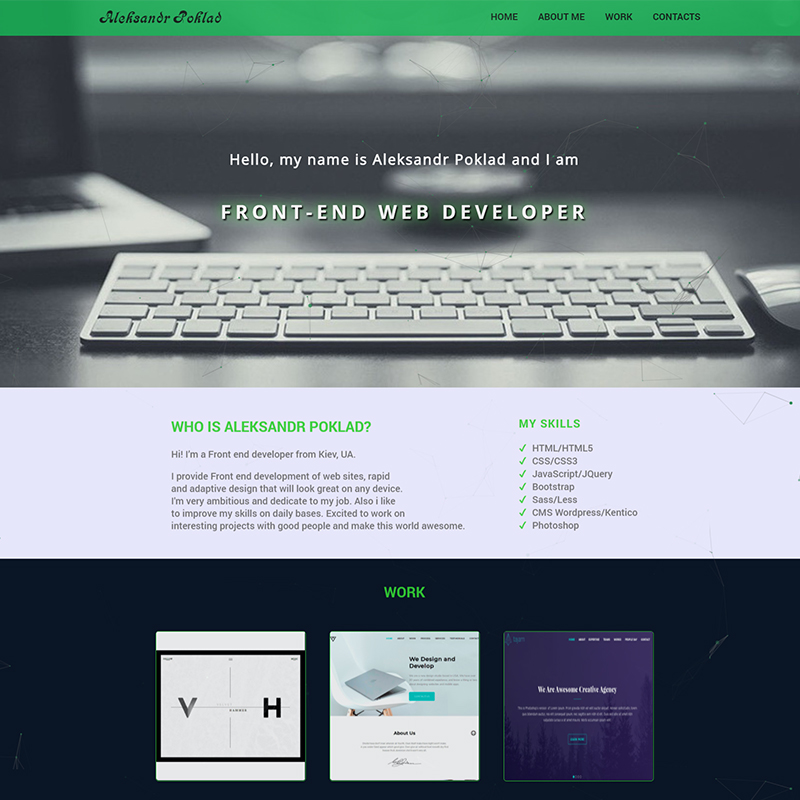 Aleksandr Poklad
HOME ABOUT ME WORK CONTACTS
Hello, my name is Aleksandr Poklad and I am
FRONT-END WEB DEVELOPER
WHO IS ALEKSANDR POKLAD?
Hi! I'm a Front end developer from Kiev, UA.
I provide Front end development of web sites, rapid
and adaptive design that will look great on any device.
I'm very ambitious and dedicate to my job. Also i like
to improve my skills on daily bases. Excited to work on
interesting projects with good people and make this world awesome.
MY SKILLS
HTML/HTML5
CSS/CSS3
JavaScript/JQuery
Bootstrap
Sass/Less
CMS Wordpress/Kentico
Photoshop
WORK
V H
HAMMER
We Design and
Develop
About Us
We Are Awesome Creative Agency